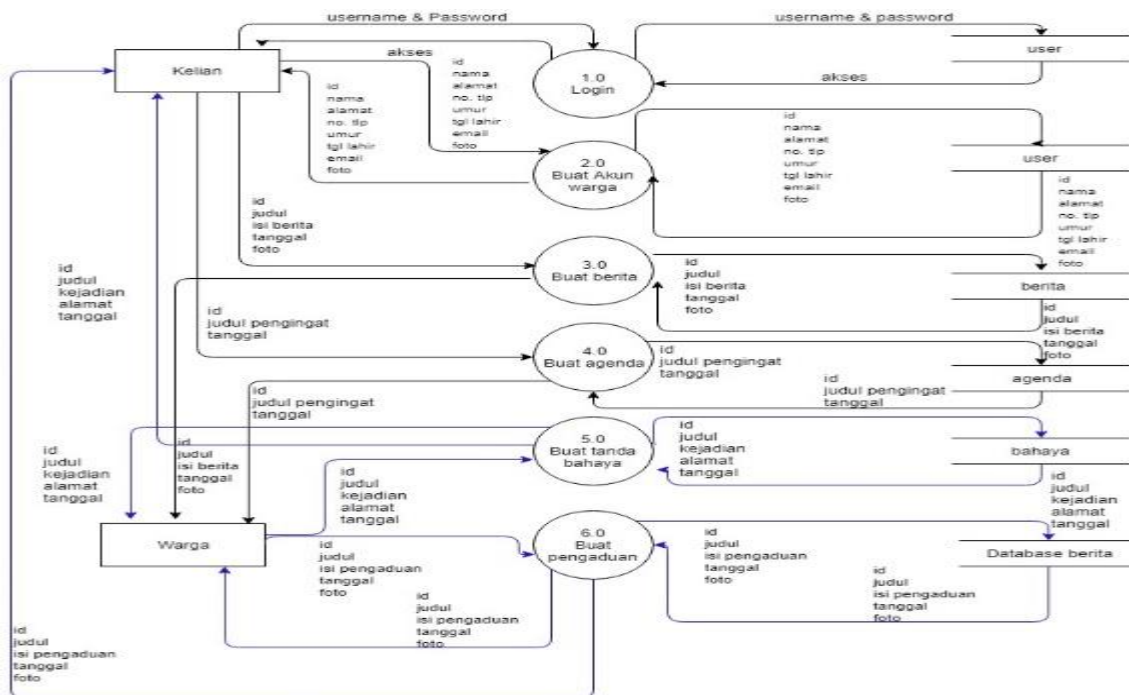 username & Password
username & password
Kelian
akses
1.0
Login
user
akses
id
nama
alamat
no. tlp
umur
tgl lahir
email
foto
id
nama
alamat
no. tlp
umur
tgl lahir
email
foto
2.0
Buat Akun
warga
id
nama
alamat
no. tlp
umur
tgl lahir
email
foto
user
id
nama
alamat
no. tlp
umur
tgl lahir
email
foto
id
judul
isi berita
tanggal
foto
3.0
Buat berita
id
judul
isi berita
tanggal
foto
berita
id
judul
isi berita
tanggal
foto
id
judul
kejadian
alamat
tanggal
id
judul pengingat
tanggal
4.0
Buat agenda
id
judul pengingat
tanggal
agenda
id
judul pengingat
tanggal
id
judul pengingat
tanggal
id
judul
kejadian
alamat
tanggal
id
judul
isi berita
tanggal
foto
5.0
Buat tanda
bahaya
id
judul
kejadian
alamat
tanggal
bahaya
id
judul
kejadian
alamat
tanggal
id
judul
kejadian
alamat
tanggal
Warga
id
judul
isi pengaduan
tanggal
foto
6.0
Buat
pengaduan
id
judul
isi pengaduan
tanggal
foto
Database berita
id
judul
isi pengaduan
tanggal
foto
id
judul
isi pengaduan
tanggal
foto
id
judul
isi pengaduan
tanggal
foto